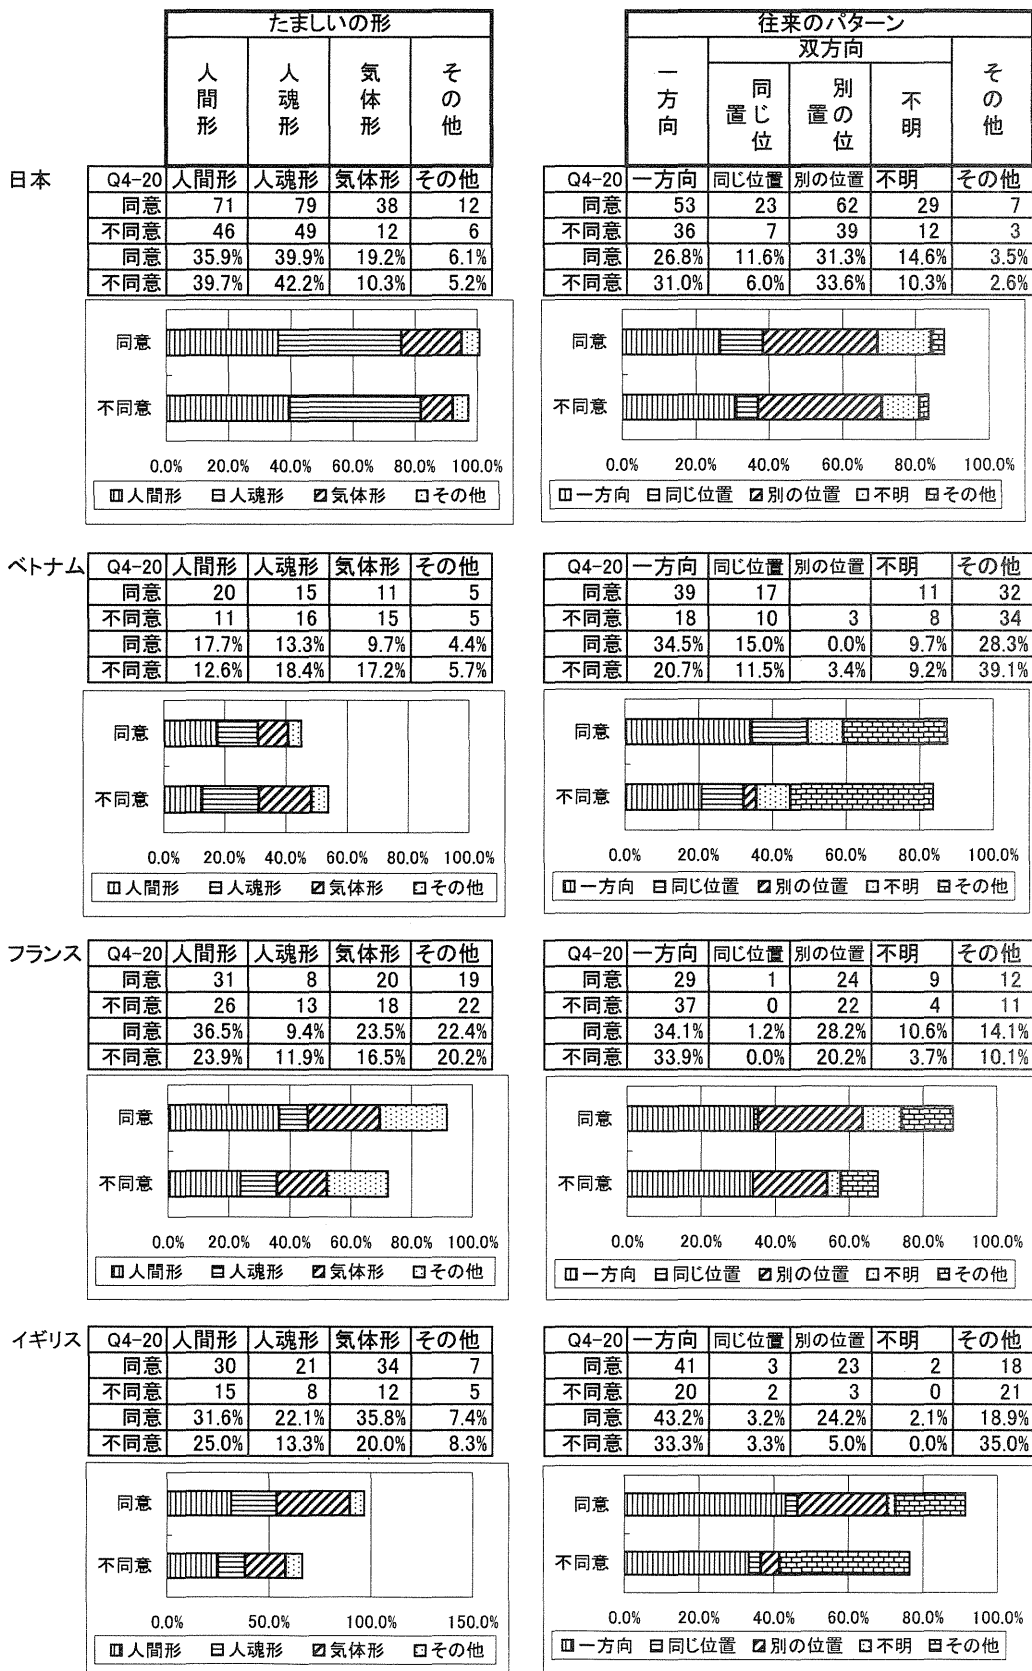 たましいの形
人間形 人魂形 気体形 その他
往来のパターン
双方向
一方向 同じ位置 別の位置 不明 その他
日本
Q4-20 人間形 人魂形 気体形 その他
同意 71 79 38 12
不同意 46 49 12 6
同意 35.9% 39.9% 19.2% 6.1%
不同意 39.7% 42.2% 10.3% 5.2%
Q4-20 一方向 同じ位置 別の位置 不明 その他
同意 53 23 62 29 7
不同意 36 7 39 12 3
同意 26.8% 11.6% 31.3% 14.6% 3.5%
不同意 31.0% 6.0% 33.6% 10.3% 2.6%
同意
不同意
0.0% 20.0% 40.0% 60.0% 80.0% 100.0%
人間形 人魂形 気体形 その他
同意
不同意
0.0% 20.0% 40.0% 60.0% 80.0% 100.0%
一方向 同じ位置 別の位置 不明 その他
ベトナム
Q4-20 人間形 人魂形 気体形 その他
同意 20 15 11 5
不同意 11 16 15 5
同意 17.7% 13.3% 9.7% 4.4%
不同意 12.6% 18.4% 17.2% 5.7%
Q4-20 一方向 同じ位置 別の位置 不明 その他
同意 39 17 11 32
不同意 18 10 3 8 34
同意 34.5% 15.0% 0.0% 9.7% 28.3%
不同意 20.7% 11.5% 3.4% 9.2% 39.1%
同意
不同意
0.0% 20.0% 40.0% 60.0% 80.0% 100.0%
人間形 人魂形 気体形 その他
同意
不同意
0.0% 20.0% 40.0% 60.0% 80.0% 100.0%
一方向 同じ位置 別の位置 不明 その他
フランス
Q4-20 人間形 人魂形 気体形 その他
同意 31 8 20 19
不同意 26 13 18 22
同意 36.5% 9.4% 23.5% 22.4%
不同意 23.9% 11.9% 16.5% 20.2%
Q4-20 一方向 同じ位置 別の位置 不明 その他
同意 29 1 24 9 12
不同意 37 0 22 4 11
同意 34.1% 1.2% 28.2% 10.6% 14.1%
不同意 33.9% 0.0% 20.2% 3.7% 10.1%
同意
不同意
0.0% 20.0% 40.0% 60.0% 80.0% 100.0%
人間形 人魂形 気体形 その他
同意
不同意
0.0% 20.0% 40.0% 60.0% 80.0% 100.0%
一方向 同じ位置 別の位置 不明 その他
イギリス
Q4-20 人間形 人魂形 気体形 その他
同意 30 21 34 7
不同意 15 8 12 5
同意 31.6% 22.1% 35.8% 7.4%
不同意 25.0% 13.3% 20.0% 8.3%
Q4-20 一方向 同じ位置 別の位置 不明 その他
同意 41 3 23 2 18
不同意 20 2 3 0 21
同意 43.2% 3.2% 24.2% 2.1% 18.9%
不同意 33.3% 3.3% 5.0% 0.0% 35.0%
同意
不同意
0.0% 50.0% 100.0% 150.0%
人間形 人魂形 気体形 その他
同意
不同意
0.0% 20.0% 40.0% 60.0% 80.0% 100.0%
一方向 同じ位置 別の位置 不明 その他